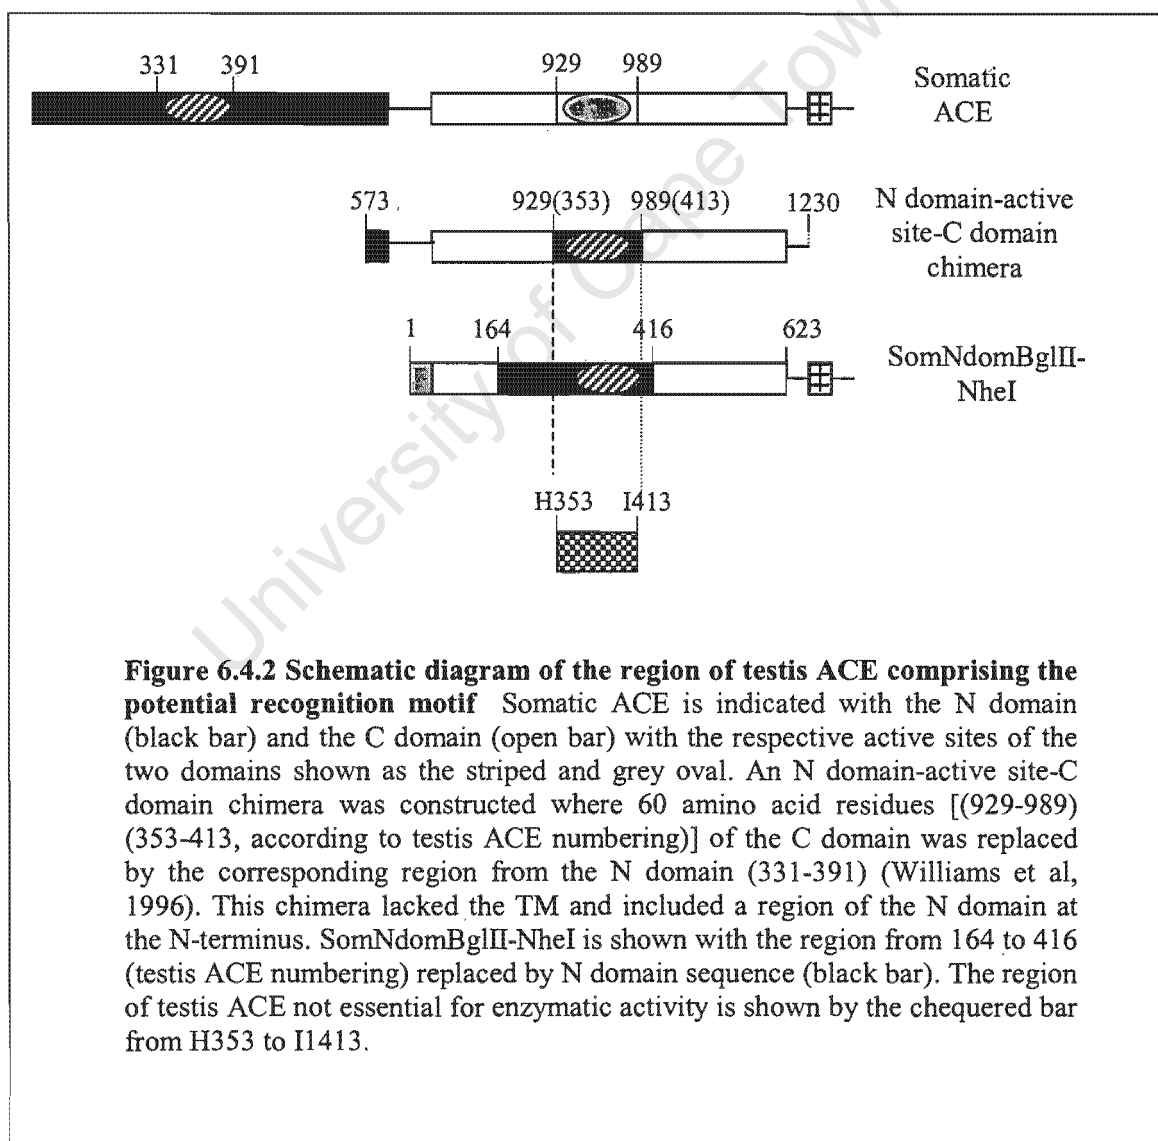 331 391 929 989
Somatic
ACE
573 929(353) 989(413) 1230
N domain-active
site-C domain
chimera
1 164 416 623
SomNdomBglII-
NheI
H353 I413
University of Cape Town
Figure 6.4.2 Schematic diagram of the region of testis ACE comprising the
potential recognition motif Somatic ACE is indicated with the N domain
(black bar) and the C domain (open bar) with the respective active sites of the
two domains shown as the striped and grey oval. An N domain-active site-C
domain chimera was constructed where 60 amino acid residues [(929-989)
(353-413, according to testis ACE numbering)] of the C domain was replaced
by the corresponding region from the N domain (331-391) (Williams et al,
1996). This chimera lacked the TM and included a region of the N domain at
the N-terminus. SomNdomBglII-NheI is shown with the region from 164 to 416
(testis ACE numbering) replaced by N domain sequence (black bar). The region
of testis ACE not essential for enzymatic activity is shown by the chequered bar
from H353 to I1413.